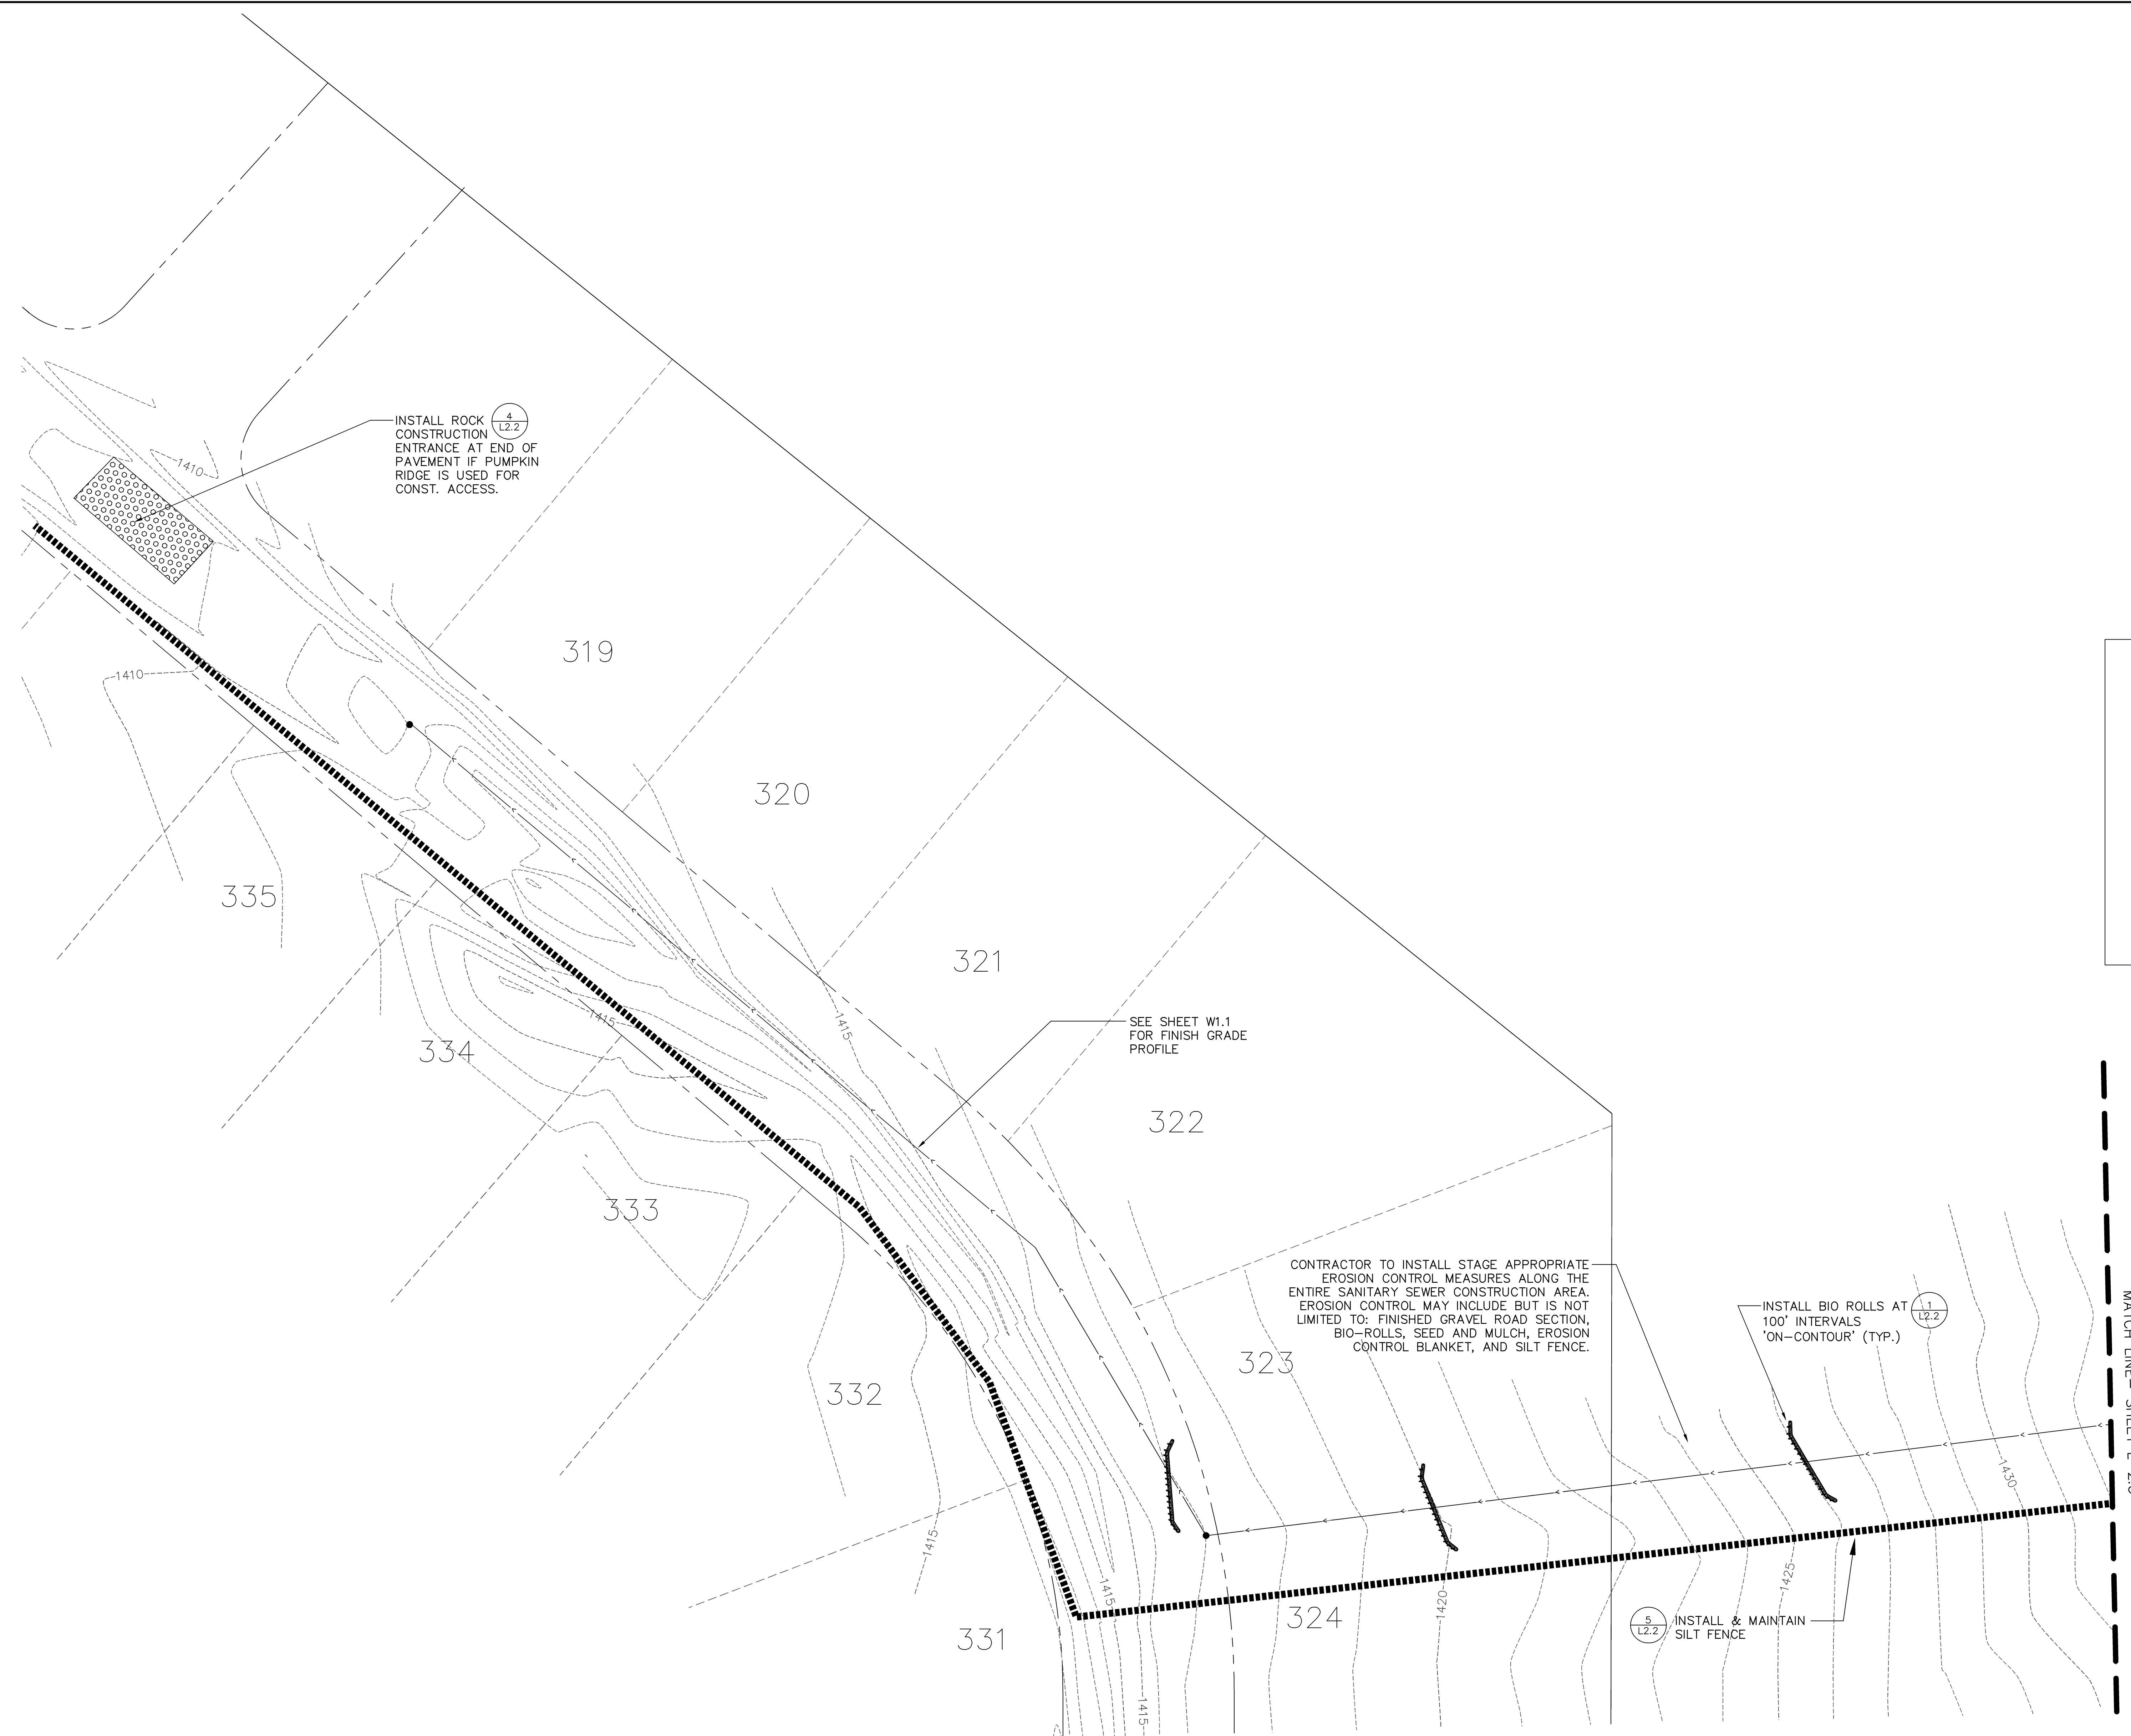 INSTALL ROCK
CONSTRUCTION
ENTRANCE AT END OF
PAVEMENT IF PUMPKIN
RIDGE IS USED FOR
CONST. ACCESS.
4
L2.2
1410
319
1410
320
335
321
1415
1415
334
SEE SHEET W1.1
FOR FINISH GRADE
PROFILE
322
333
CONTRACTOR TO INSTALL STAGE APPROPRIATE
EROSION CONTROL MEASURES ALONG THE
ENTIRE SANITARY SEWER CONSTRUCTION AREA.
EROSION CONTROL MAY INCLUDE BUT IS NOT
LIMITED TO: FINISHED GRAVEL ROAD SECTION,
BIO-ROLLS, SEED AND MULCH, EROSION
CONTROL BLANKET, AND SILT FENCE.
INSTALL BIO ROLLS AT
100' INTERVALS
'ON-CONTOUR' (TYP.)
1
L2.2
323
332
1430
1415
1425
1420
1415
324
5
L2.2
INSTALL & MAINTAIN
SILT FENCE
331
1415
MATCH LINE- SHEET